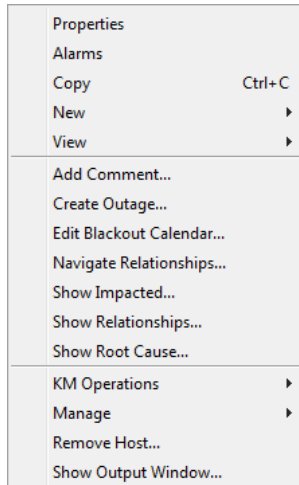 Properties
Alarms
Copy Ctrl+C
New
View
Add Comment...
Create Outage...
Edit Blackout Calendar...
Navigate Relationships...
Show Impacted...
Show Relationships...
Show Root Cause...
KM Operations
Manage
Remove Host...
Show Output Window...